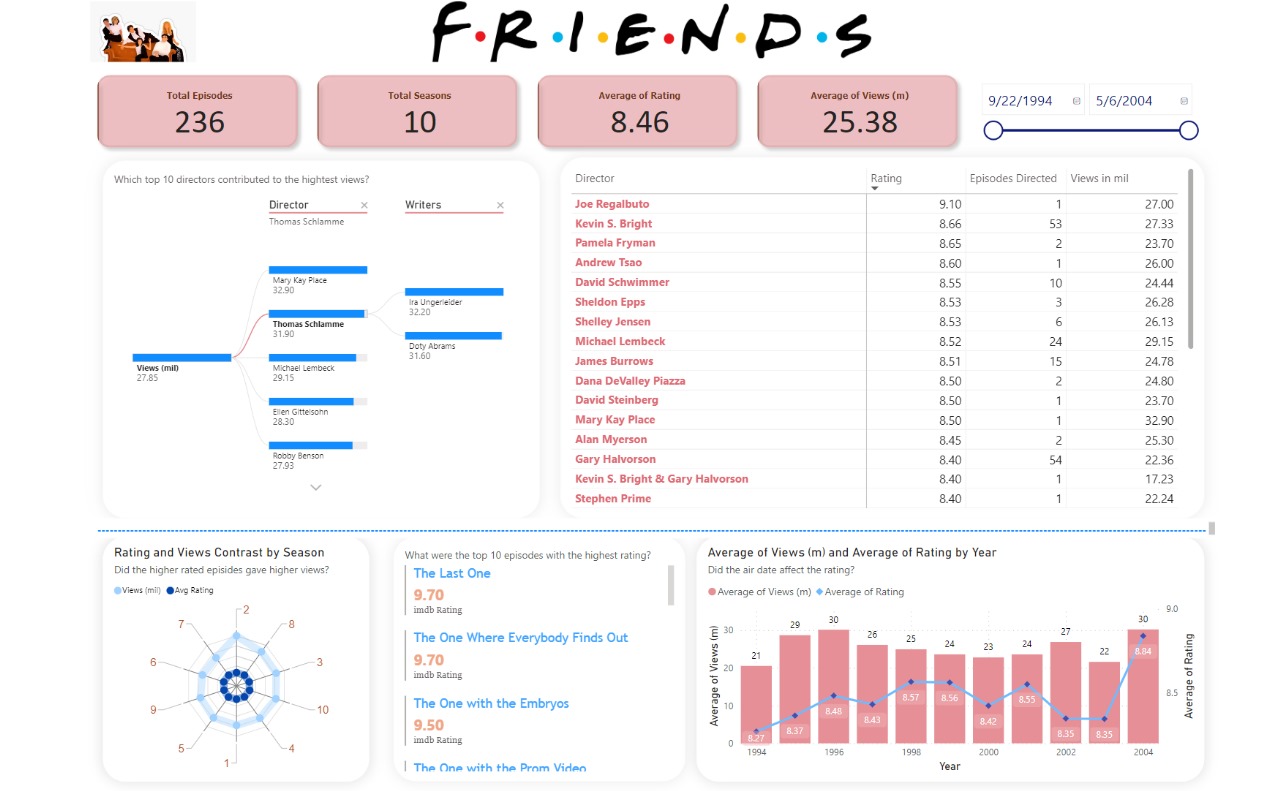 F·R·I·E·N·D·S
Total Episodes
236
Total Seasons
10
Average of Rating
8.46
Average of Views (m)
25.38
9/22/1994
5/6/2004
Which top 10 directors contributed to the hightest views?
Director
Thomas Schlamme
Writers
Views (mil)
27.85
Mary Kay Place
32.90
Thomas Schlamme
31.90
Michael Lembeck
29.15
Ellen Gittelsohn
28.30
Robby Benson
27.93
Ira Ungerleider
32.20
Doty Abrams
31.60
Director Rating Episodes Directed Views in mil
Joe Regalbuto 9.10 1 27.00
Kevin S. Bright 8.66 53 27.33
Pamela Fryman 8.65 2 23.70
Andrew Tsao 8.60 1 26.00
David Schwimmer 8.55 10 24.44
Sheldon Epps 8.53 3 26.28
Shelley Jensen 8.53 6 26.13
Michael Lembeck 8.52 24 29.15
James Burrows 8.51 15 24.78
Dana DeValley Piazza 8.50 2 24.80
David Steinberg 8.50 1 23.70
Mary Kay Place 8.50 1 32.90
Alan Myerson 8.45 2 25.30
Gary Halvorson 8.40 54 22.36
Kevin S. Bright & Gary Halvorson 8.40 1 17.23
Stephen Prime 8.40 1 22.24
Rating and Views Contrast by Season
Did the higher rated episides gave higher views?
Views (mil) Avg Rating
2
8
3
10
4
1
5
9
6
7
What were the top 10 episodes with the highest rating?
The Last One
9.70
imdb Rating
The One Where Everybody Finds Out
9.70
imdb Rating
The One with the Embryos
9.50
imdb Rating
The One with the Prom Video
Average of Views (m) and Average of Rating by Year
Did the air date affect the rating?
Average of Views (m) Average of Rating
Average of Views (m)
30
20
10
0
21 29 30 26 25 24 23 24 27 22 30
8.27 8.37 8.48 8.43 8.57 8.56 8.42 8.55 8.35 8.35 8.84
9.0
8.5
Average of Rating
1994 1996 1998 2000 2002 2004
Year